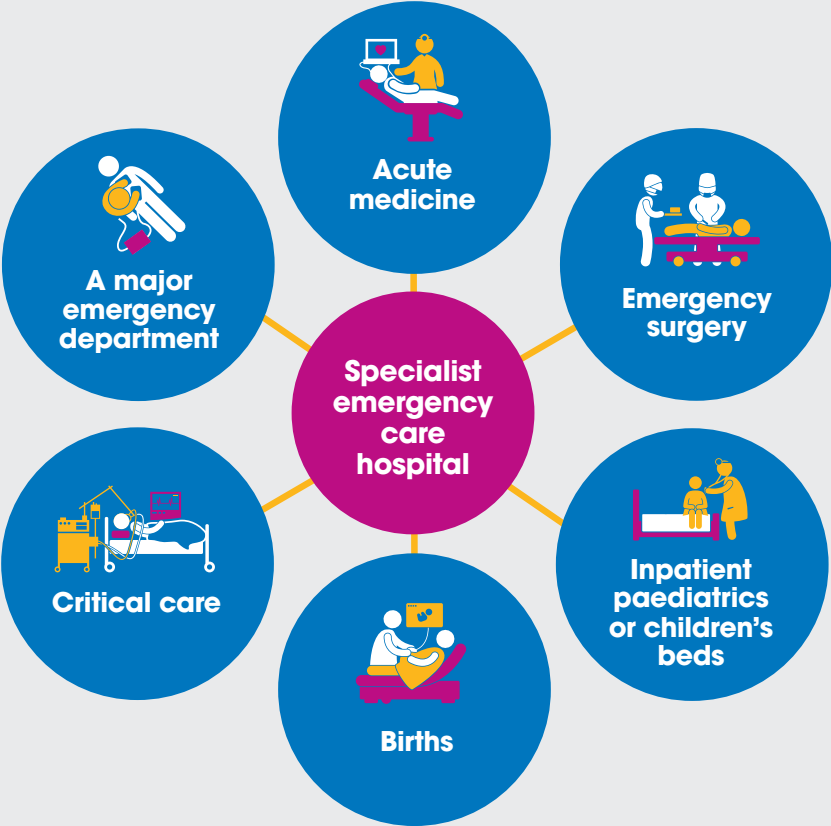 Acute
medicine
A major
emergency
department
Emergency
surgery
Specialist
emergency
care
hospital
Critical care
Inpatient
paediatrics
or children's
beds
Births